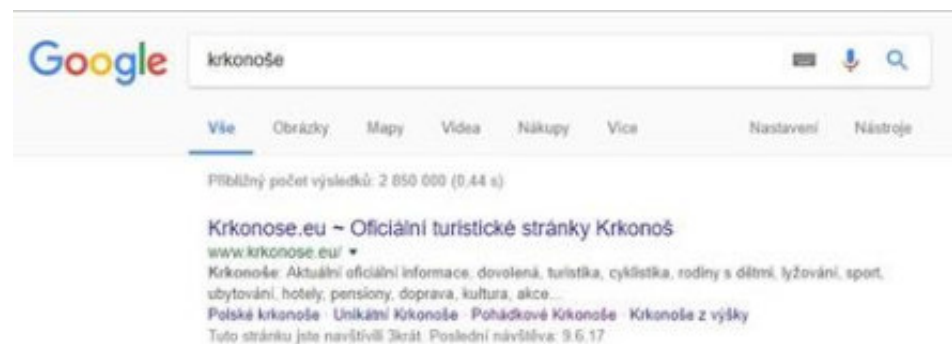 Google krkonoše
Vše Obrázky Mapy Videa Nákupy Více Nastavení Nástroje
Přibližný počet výsledků: 2 850 000 (0,44 s)
Krkonose.eu ~ Oficiální turistické stránky Krkonoš
www.krkonose.eu/
Krkonoše: Aktuální oficiální informace, dovolená, turistika, cyklistika, rodiny s dětmi, lyžování, sport,
ubytování, hotely, pensiony, doprava, kultura, akce...
Polské krkonoše · Unikátní Krkonoše · Pohádkové Krkonoše · Krkonoše z výšky
Tuto stránku jste navštívili 3krát. Poslední návštěva: 9.6.17